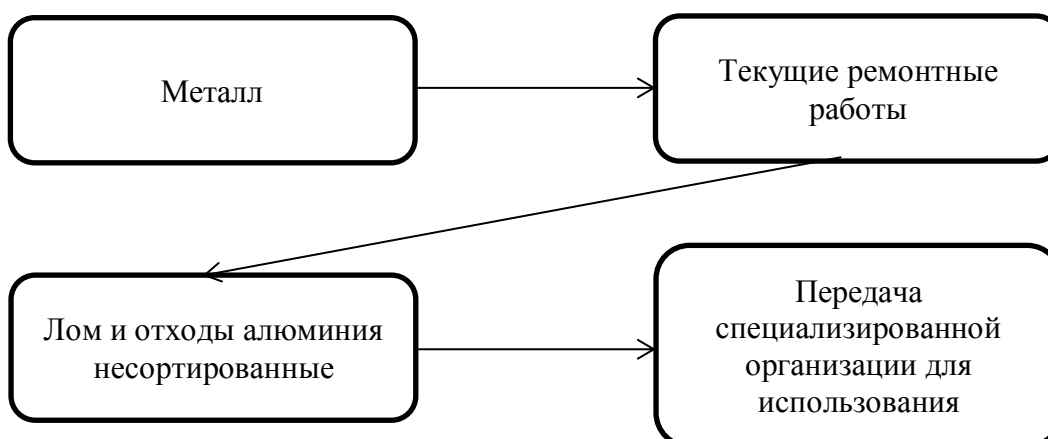 Металл
Текущие ремонтные
работы
Лом и отходы алюминия
несортированные
Передача
специализированной
организации для
использования